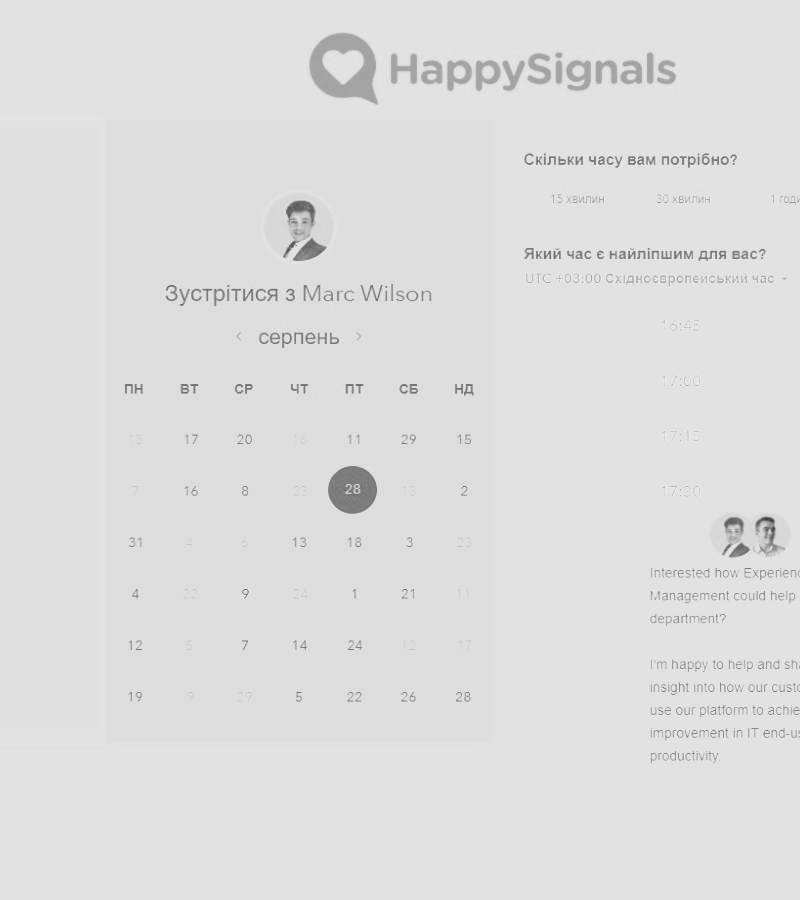 HappySignals
Зустрітися з Marc Wilson
серпень
ПН ВТ СР ЧТ ПТ СБ НД
13 17 20 11 29 15
7 16 8 23 28 13 2
31 4 6 13 18 3 23
4 22 9 24 1 21 11
12 5 7 14 24 12 17
19 9 29 5 22 26 28
Скільки часу вам потрібно?
15 хвилин 30 хвилин 1 годи
Який час є найліпшим для вас?
UTC +03:00 Східноєвропейський час
16:45
17:00
17:15
17:30
Interested how Experienc
Management could help
department?
I'm happy to help and sha
insight into how our custo
use our platform to achie
improvement in IT end-us
productivity.